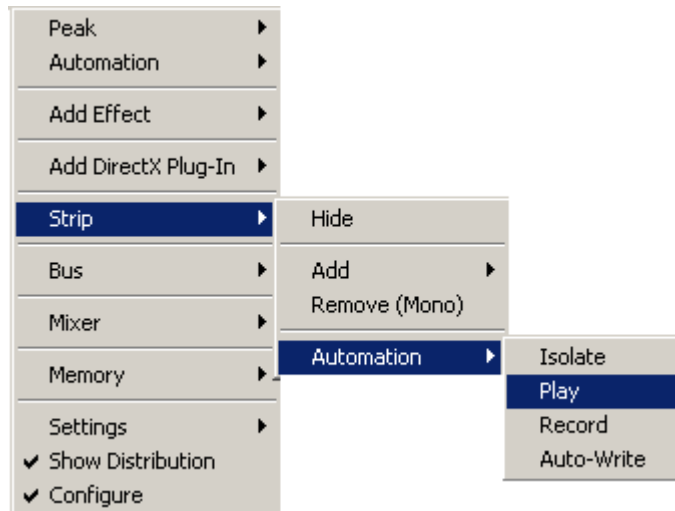 Peak
Automation
Add Effect
Add DirectX Plug-In
Strip
Bus
Mixer
Memory
Settings
Show Distribution
Configure
Hide
Add
Remove (Mono)
Automation
Isolate
Play
Record
Auto-Write